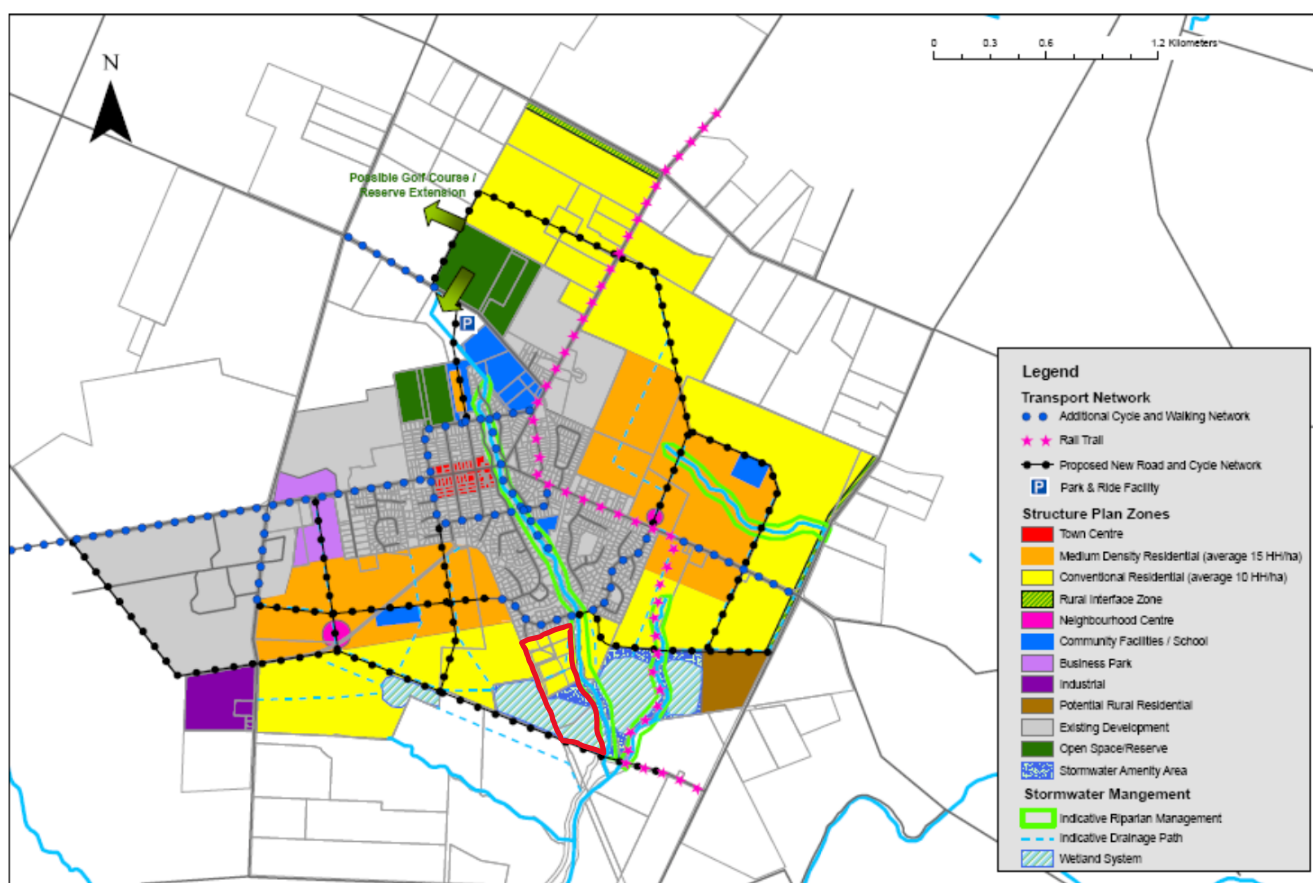 N
0 0.3 0.6 1.2 Kilometers
Possible Golf Course /
Reserve Extension
P
Legend
Transport Network
Additional Cycle and Walking Network
Rail Trail
Proposed New Road and Cycle Network
P Park & Ride Facility
Structure Plan Zones
Town Centre
Medium Density Residential (average 15 HH/ha)
Conventional Residential (average 10 HH/ha)
Rural Interface Zone
Neighbourhood Centre
Community Facilities / School
Business Park
Industrial
Potential Rural Residential
Existing Development
Open Space/Reserve
Stormwater Amenity Area
Stormwater Mangement
Indicative Riparian Management
Indicative Drainage Path
Wetland System